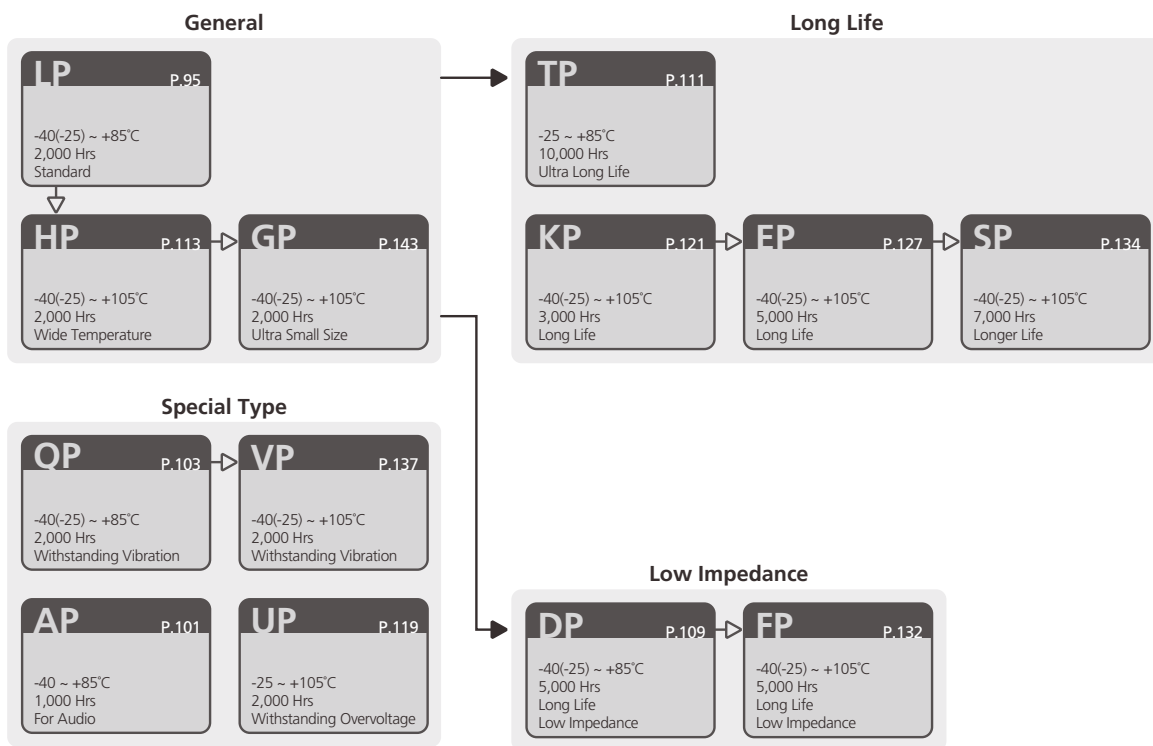 General
LP P.95
-40(-25) ~ +85°C
2,000 Hrs
Standard
HP P.113
-40(-25) ~ +105°C
2,000 Hrs
Wide Temperature
GP P.143
-40(-25) ~ +105°C
2,000 Hrs
Ultra Small Size
Long Life
TP P.111
-25 ~ +85°C
10,000 Hrs
Ultra Long Life
KP P.121
-40(-25) ~ +105°C
3,000 Hrs
Long Life
EP P.127
-40(-25) ~ +105°C
5,000 Hrs
Long Life
SP P.134
-40(-25) ~ +105°C
7,000 Hrs
Longer Life
Special Type
QP P.103
-40(-25) ~ +85°C
2,000 Hrs
Withstanding Vibration
VP P.137
-40(-25) ~ +105°C
2,000 Hrs
Withstanding Vibration
AP P.101
-40 ~ +85°C
1,000 Hrs
For Audio
UP P.119
-25 ~ +105°C
2,000 Hrs
Withstanding Overvoltage
Low Impedance
DP P.109
-40(-25) ~ +85°C
5,000 Hrs
Long Life
Low Impedance
FP P.132
-40(-25) ~ +105°C
5,000 Hrs
Long Life
Low Impedance